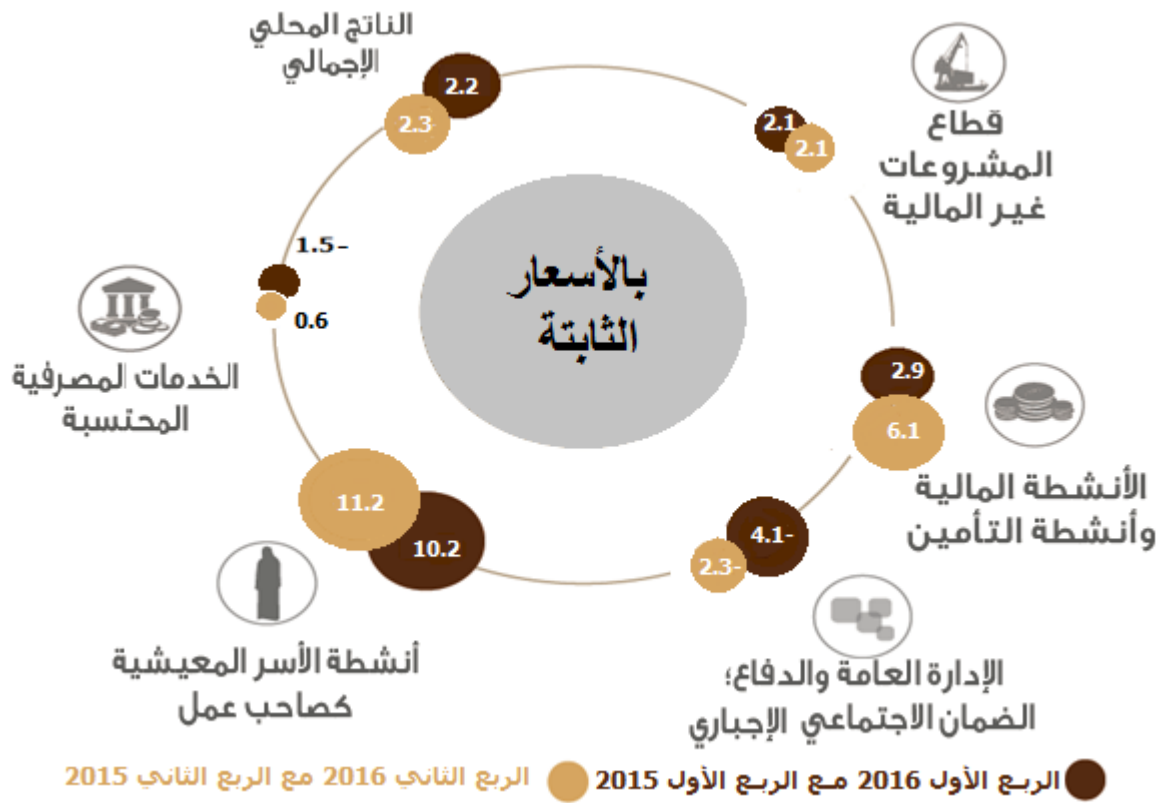 الناتج المحلي
الإجمالي
2.2
2.3-
2.1
2.1
قطاع
المشروعات
غير المالية
بالأسعار
الثابتة
1.5-
0.6
الخدمات المصرفية
المحتسبة
2.9
6.1
الأنشطة المالية
وأنشطة التأمين
11.2
10.2
4.1-
2.3-
أنشطة الأسر المعيشية
كصاحب عمل
الإدارة العامة والدفاع؛
الضمان الاجتماعي الإجباري
الربع الأول 2016 مع الربع الأول 2015
الربع الثاني 2016 مع الربع الثاني 2015